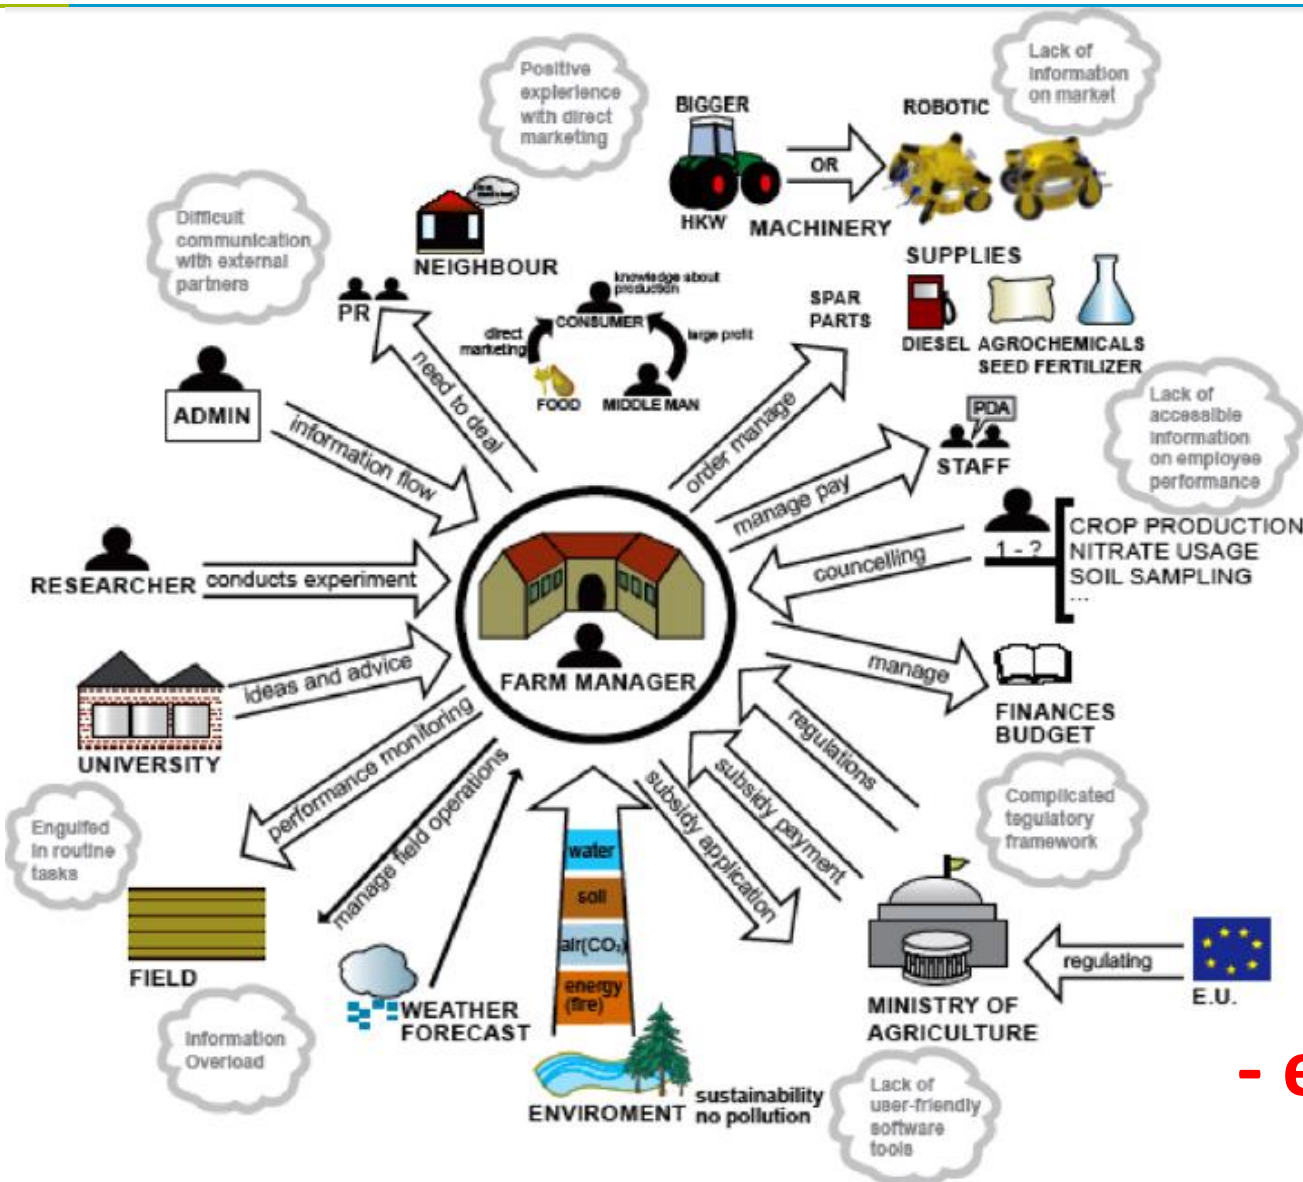 Positive
explerience
with direct
marketing
Lack of
information
on market
BIGGER
HKW
OR
MACHINERY
ROBOTIC
Difficult
communication
with external
partners
NEIGHBOUR
PR
knowledge about
production
CONSUMER
direct
marketing
large profit
FOOD
MIDDLE MAN
SUPPLIES
SPAR
PARTS
DIESEL
AGROCHEMICALS
SEED FERTILIZER
ADMIN
information flow
need to deal
order manage
manage pay
PDA
STAFF
Lack of
accessible
information
on employee
performance
RESEARCHER
conducts experiment
councelling
1 - ?
CROP PRODUCTION
NITRATE USAGE
SOIL SAMPLING
...
FARM MANAGER
UNIVERSITY
ideas and advice
manage
FINANCES
BUDGET
performance monitoring
manage field operations
regulations
subsidy payment
subsidy application
Complicated
tegulatory
framework
Engulfed
in routine
tasks
FIELD
Information
Overload
WEATHER
FORECAST
water
soil
air(CO₂)
energy
(fire)
ENVIROMENT
sustainability
no pollution
MINISTRY OF
AGRICULTURE
regulating
E.U.
Lack of
user-friendly
software
tools
- e